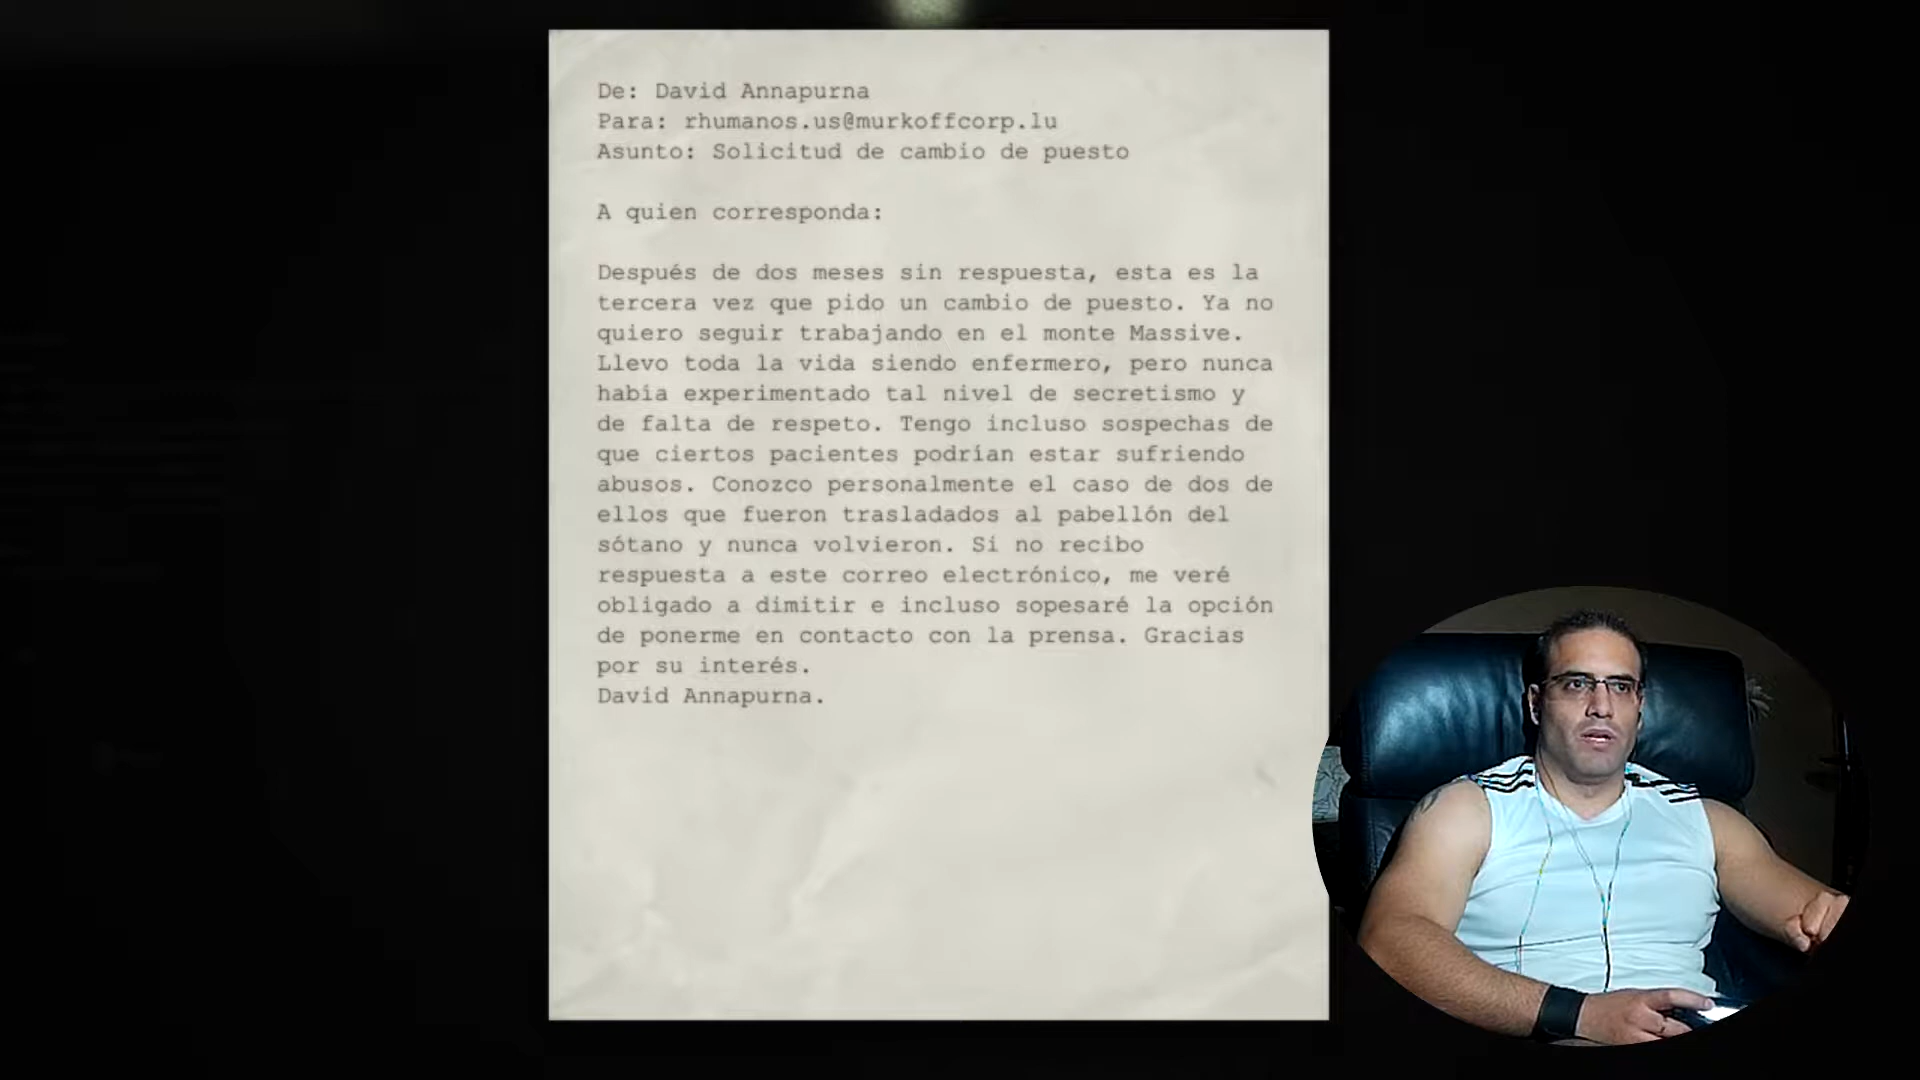 De: David Annapurna
Para: rhumanos.us@murkoffcorp.lu
Asunto: Solicitud de cambio de puesto
A quien corresponda:
Después de dos meses sin respuesta, esta es la
tercera vez que pido un cambio de puesto. Ya no
quiero seguir trabajando en el monte Massive.
Llevo toda la vida siendo enfermero, pero nunca
había experimentado tal nivel de secretismo y
de falta de respeto. Tengo incluso sospechas de
que ciertos pacientes podrían estar sufriendo
abusos. Conozco personalmente el caso de dos de
ellos que fueron trasladados al pabellón del
sótano y nunca volvieron. Si no recibo
respuesta a este correo electrónico, me veré
obligado a dimitir e incluso sopesaré la opción
de ponerme en contacto con la prensa. Gracias
por su interés.
David Annapurna.